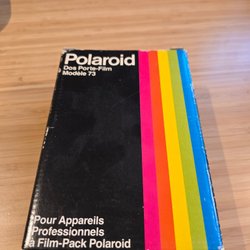 Polaroid
Dos Porte-Film
Modèle 73
Pour Appareils
Professionnels
à Film-Pack Polaroid